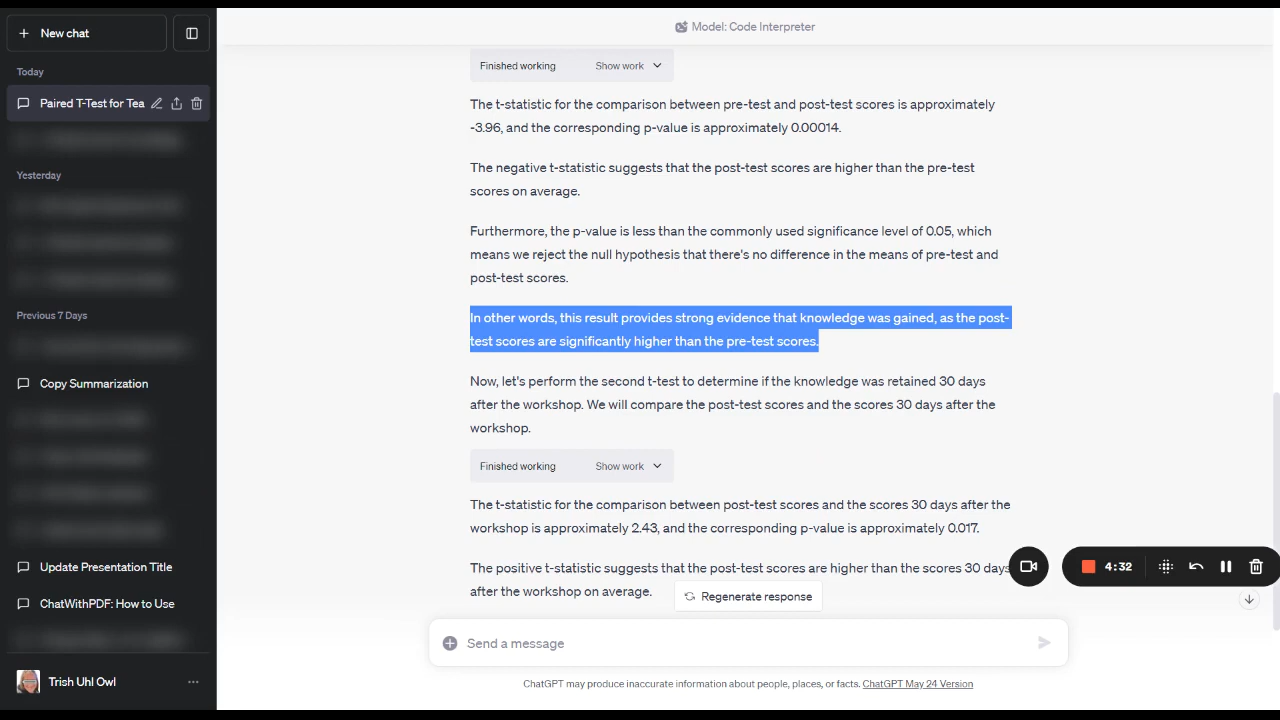 New chat
Today
Paired T-Test for Tea
Yesterday
Previous 7 Days
Copy Summarization
Update Presentation Title
ChatWithPDF: How to Use
Trish Uhl Owl
Model: Code Interpreter
Finished working Show work
The t-statistic for the comparison between pre-test and post-test scores is approximately
-3.96, and the corresponding p-value is approximately 0.00014.
The negative t-statistic suggests that the post-test scores are higher than the pre-test
scores on average.
Furthermore, the p-value is less than the commonly used significance level of 0.05, which
means we reject the null hypothesis that there's no difference in the means of pre-test and
post-test scores.
In other words, this result provides strong evidence that knowledge was gained, as the post-
test scores are significantly higher than the pre-test scores.
Now, let's perform the second t-test to determine if the knowledge was retained 30 days
after the workshop. We will compare the post-test scores and the scores 30 days after the
workshop.
Finished working Show work
The t-statistic for the comparison between post-test scores and the scores 30 days after the
workshop is approximately 2.43, and the corresponding p-value is approximately 0.017.
The positive t-statistic suggests that the post-test scores are higher than the scores 30 days
after the workshop on average.
4:32
Regenerate response
Send a message
ChatGPT may produce inaccurate information about people, places, or facts. ChatGPT May 24 Version